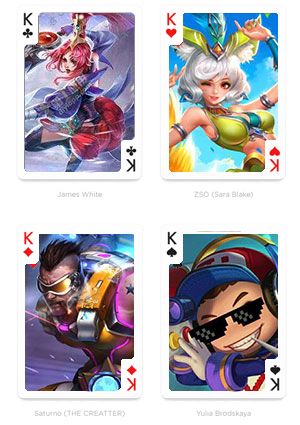 K
K
K
K
James White
ZSO (Sara Blake)
K
K
K
K
Saturno (THE CREATTER)
Yulia Brodskaya